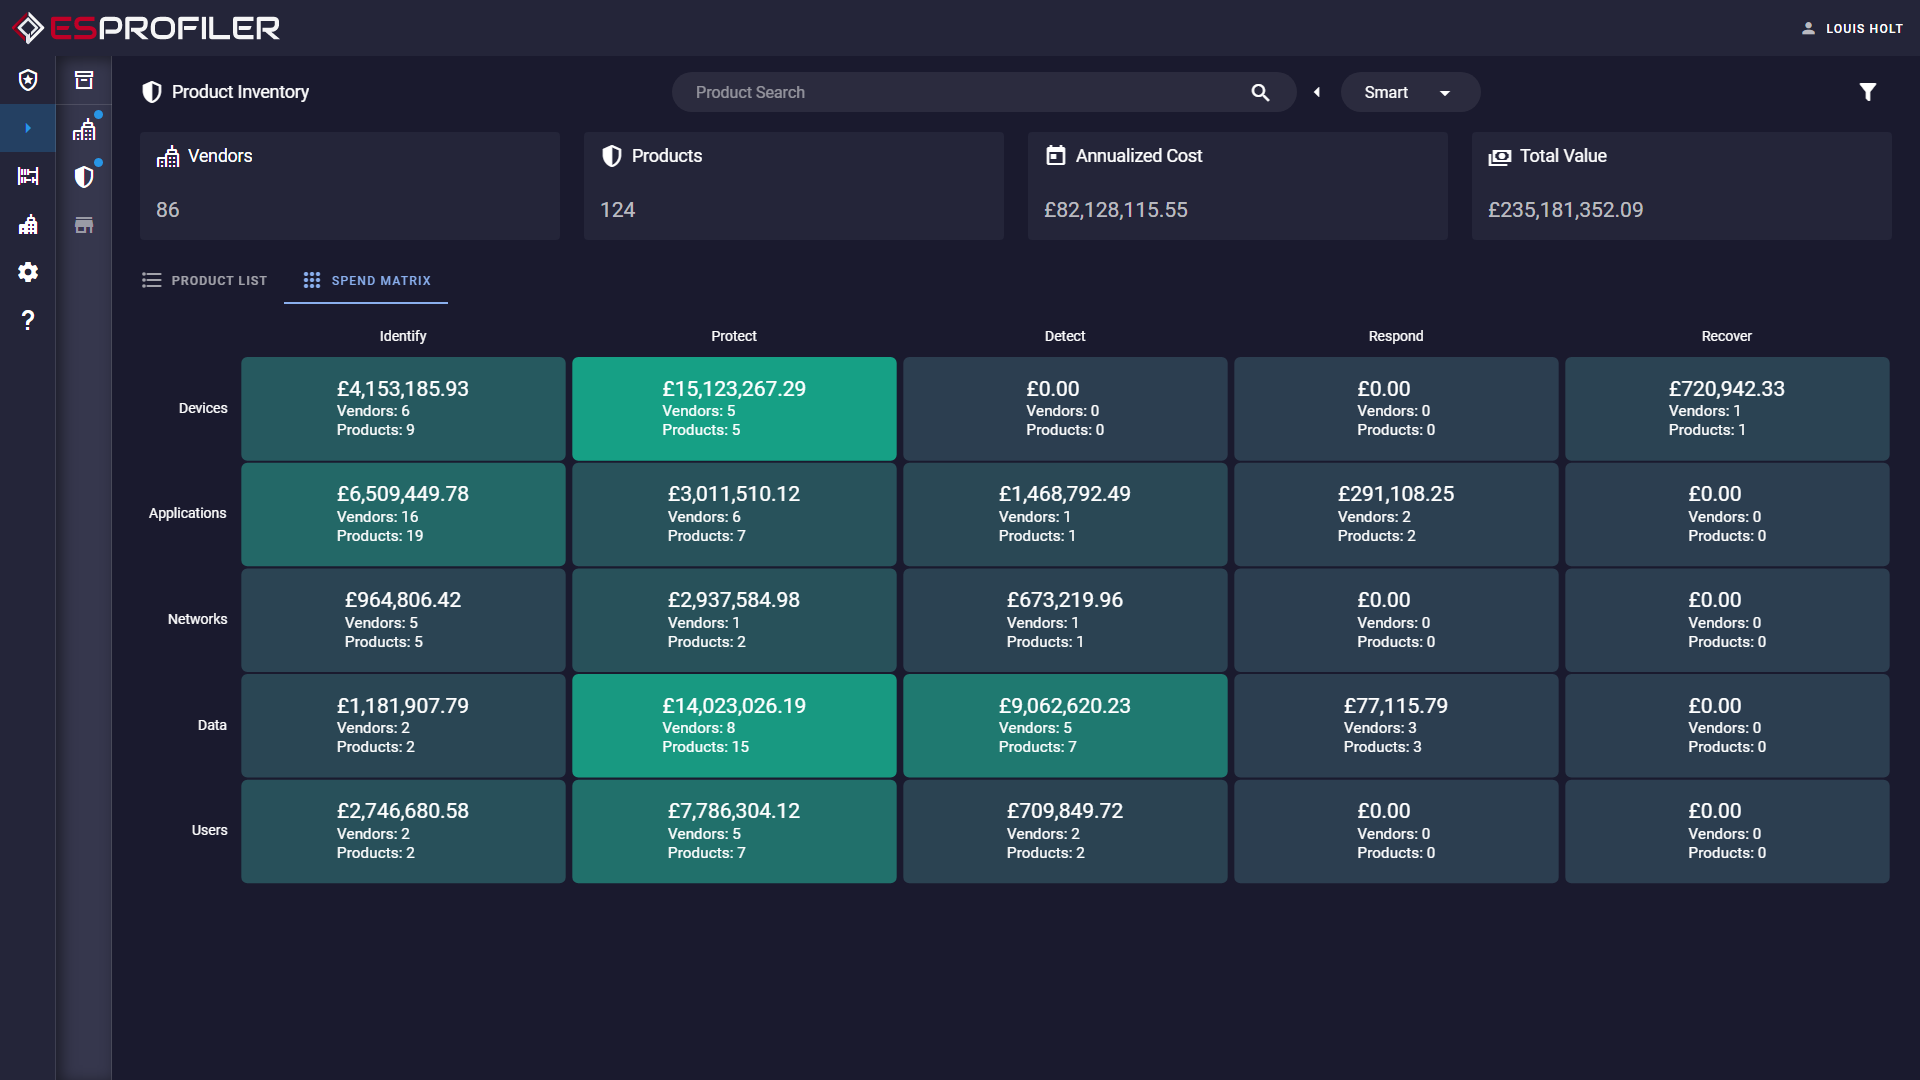 ESPROFILER
LOUIS HOLT
Product Inventory
Product Search
Smart
Vendors
86
Products
124
Annualized Cost
£82,128,115.55
Total Value
£235,181,352.09
PRODUCT LIST
SPEND MATRIX
Identify
Protect
Detect
Respond
Recover
Devices
£4,153,185.93
Vendors: 6
Products: 9
£15,123,267.29
Vendors: 5
Products: 5
£0.00
Vendors: 0
Products: 0
£0.00
Vendors: 0
Products: 0
£720,942.33
Vendors: 1
Products: 1
Applications
£6,509,449.78
Vendors: 16
Products: 19
£3,011,510.12
Vendors: 6
Products: 7
£1,468,792.49
Vendors: 1
Products: 1
£291,108.25
Vendors: 2
Products: 2
£0.00
Vendors: 0
Products: 0
Networks
£964,806.42
Vendors: 5
Products: 5
£2,937,584.98
Vendors: 1
Products: 2
£673,219.96
Vendors: 1
Products: 1
£0.00
Vendors: 0
Products: 0
£0.00
Vendors: 0
Products: 0
Data
£1,181,907.79
Vendors: 2
Products: 2
£14,023,026.19
Vendors: 8
Products: 15
£9,062,620.23
Vendors: 5
Products: 7
£77,115.79
Vendors: 3
Products: 3
£0.00
Vendors: 0
Products: 0
Users
£2,746,680.58
Vendors: 2
Products: 2
£7,786,304.12
Vendors: 5
Products: 7
£709,849.72
Vendors: 2
Products: 2
£0.00
Vendors: 0
Products: 0
£0.00
Vendors: 0
Products: 0